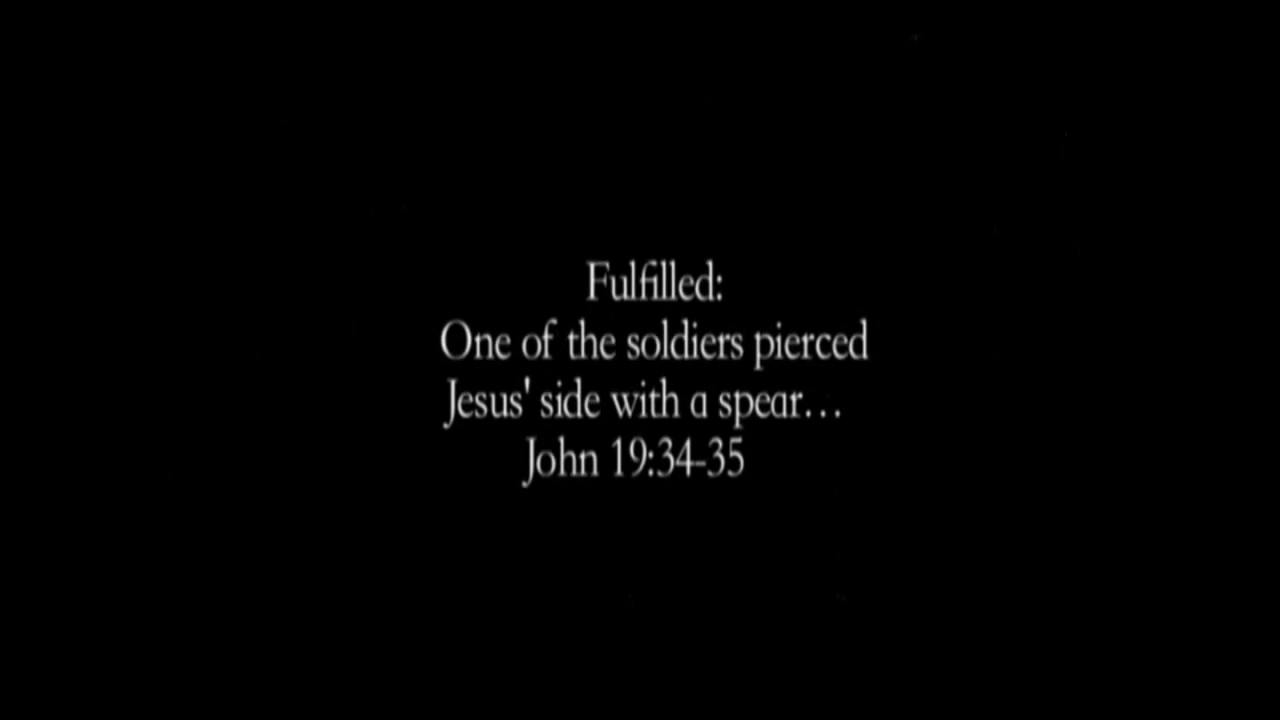 Fulfilled:
One of the soldiers pierced
Jesus' side with a spear...
John 19:34-35